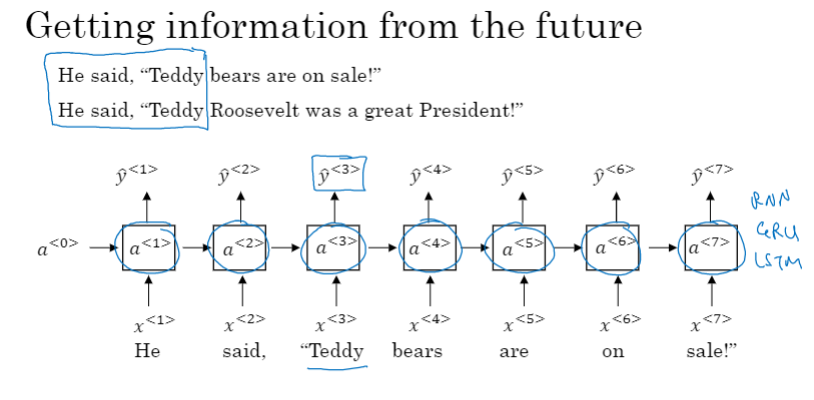 Getting information from the future
He said, “Teddy bears are on sale!”
He said, “Teddy Roosevelt was a great President!”
ŷ<1> ŷ<2> ŷ<3> ŷ<4> ŷ<5> ŷ<6> ŷ<7>
RNN
GRU
LSTM
a<0> a<1> a<2> a<3> a<4> a<5> a<6> a<7>
x<1> x<2> x<3> x<4> x<5> x<6> x<7>
He said, “Teddy bears are on sale!”